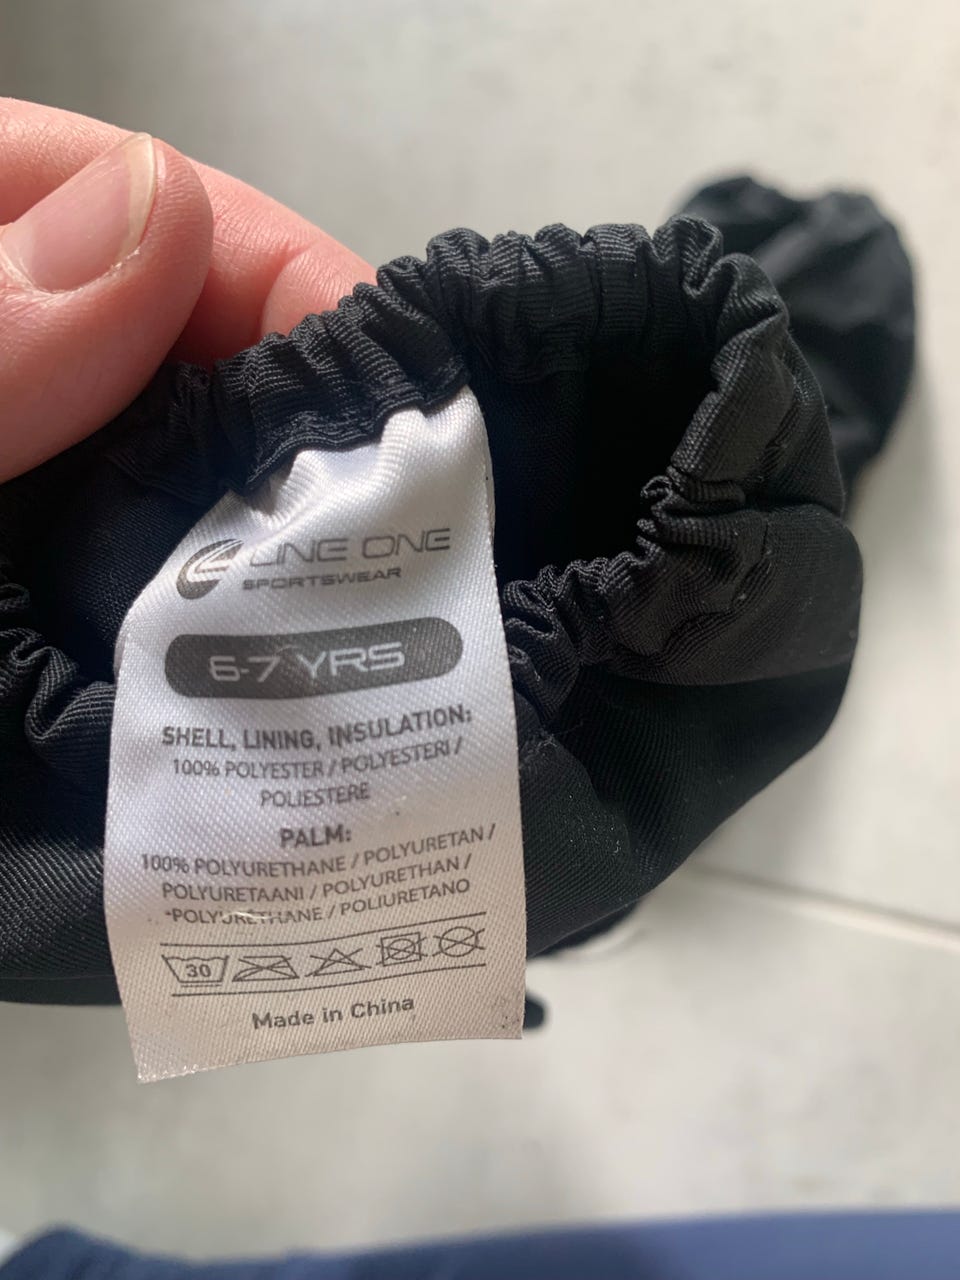 LINE ONE
SPORTSWEAR
6-7 YRS
SHELL, LINING, INSULATION:
100% POLYESTER / POLYESTERI /
POLIESTERE
PALM:
100% POLYURETHANE / POLYURETAN /
POLYURETAANI / POLYURETHAN /
*POLYURETHANE / POLIURETANO
30
Made in China